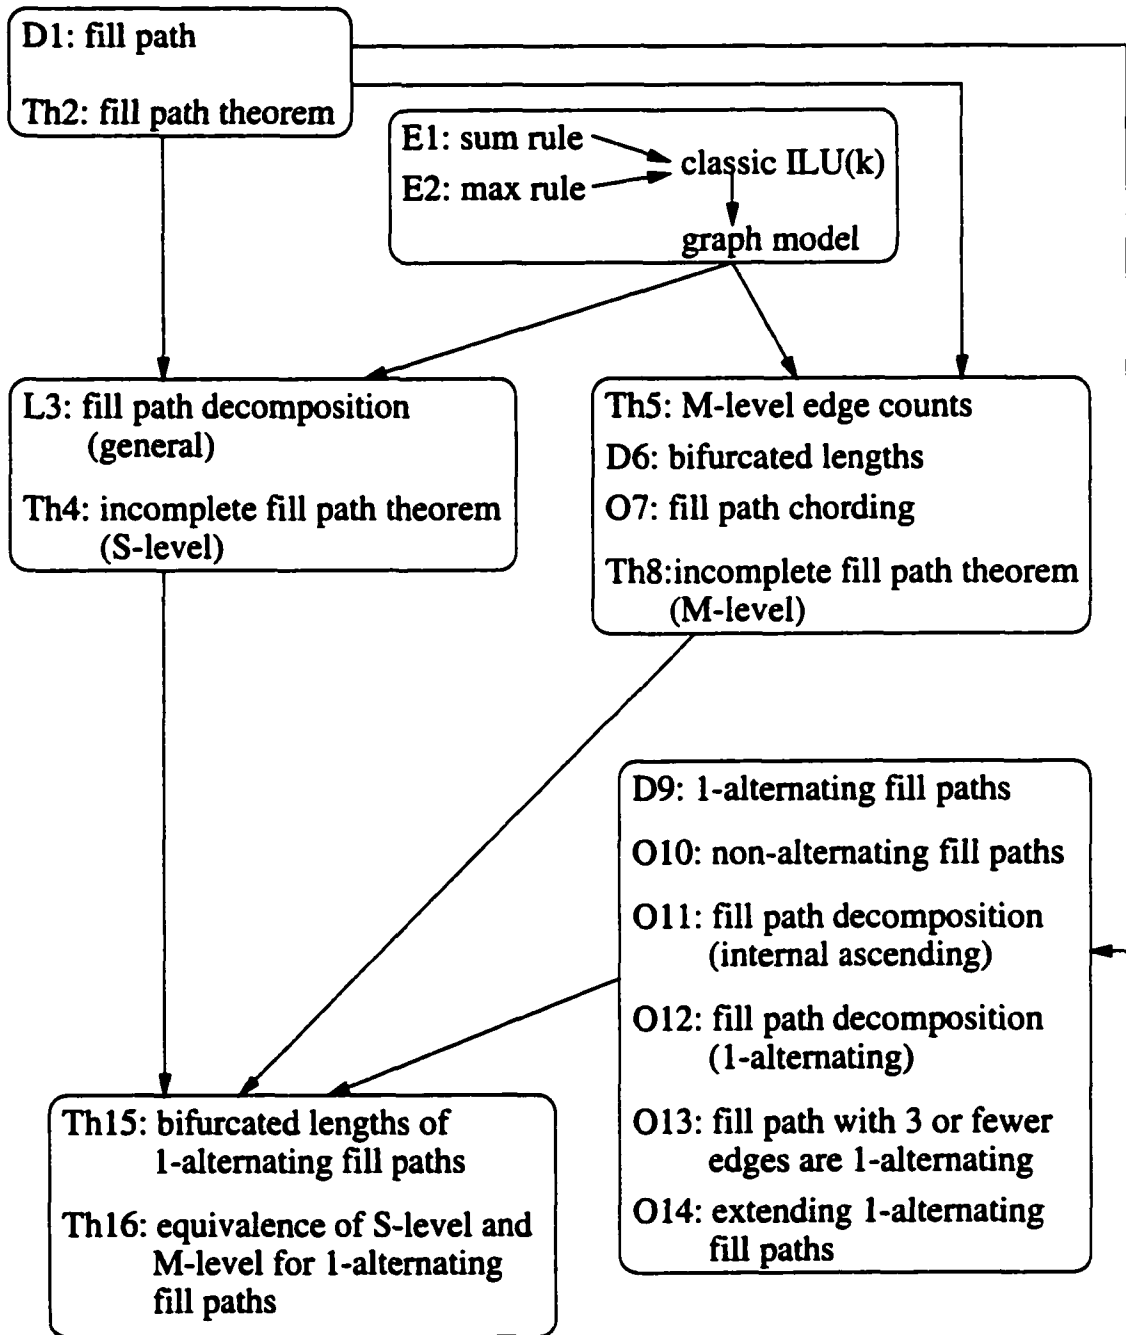 D1: fill path
Th2: fill path theorem
E1: sum rule
E2: max rule
classic ILU(k)
graph model
L3: fill path decomposition
(general)
Th4: incomplete fill path theorem
(S-level)
Th5: M-level edge counts
D6: bifurcated lengths
O7: fill path chording
Th8:incomplete fill path theorem
(M-level)
D9: 1-alternating fill paths
O10: non-alternating fill paths
O11: fill path decomposition
(internal ascending)
O12: fill path decomposition
(1-alternating)
O13: fill path with 3 or fewer
edges are 1-alternating
O14: extending 1-alternating
fill paths
Th15: bifurcated lengths of
1-alternating fill paths
Th16: equivalence of S-level and
M-level for 1-alternating
fill paths